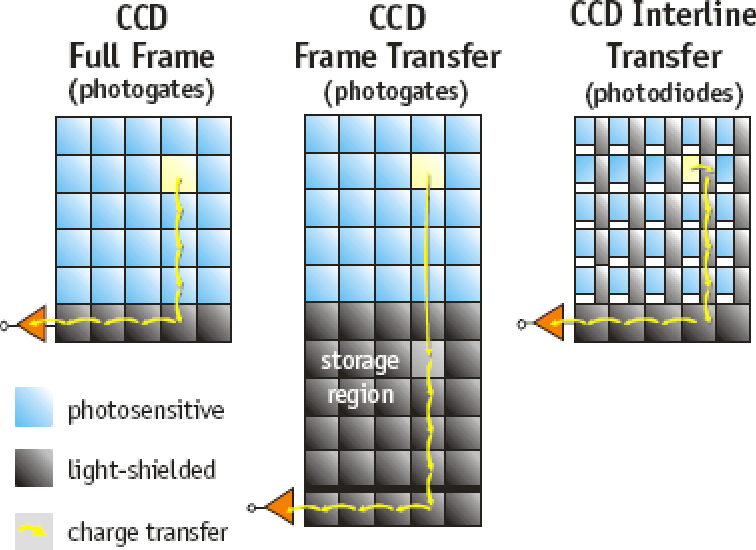 CCD
Full Frame
(photogates)
CCD
Frame Transfer
(photogates)
CCD Interline
Transfer
(photodiodes)
storage
region
photosensitive
light-shielded
charge transfer